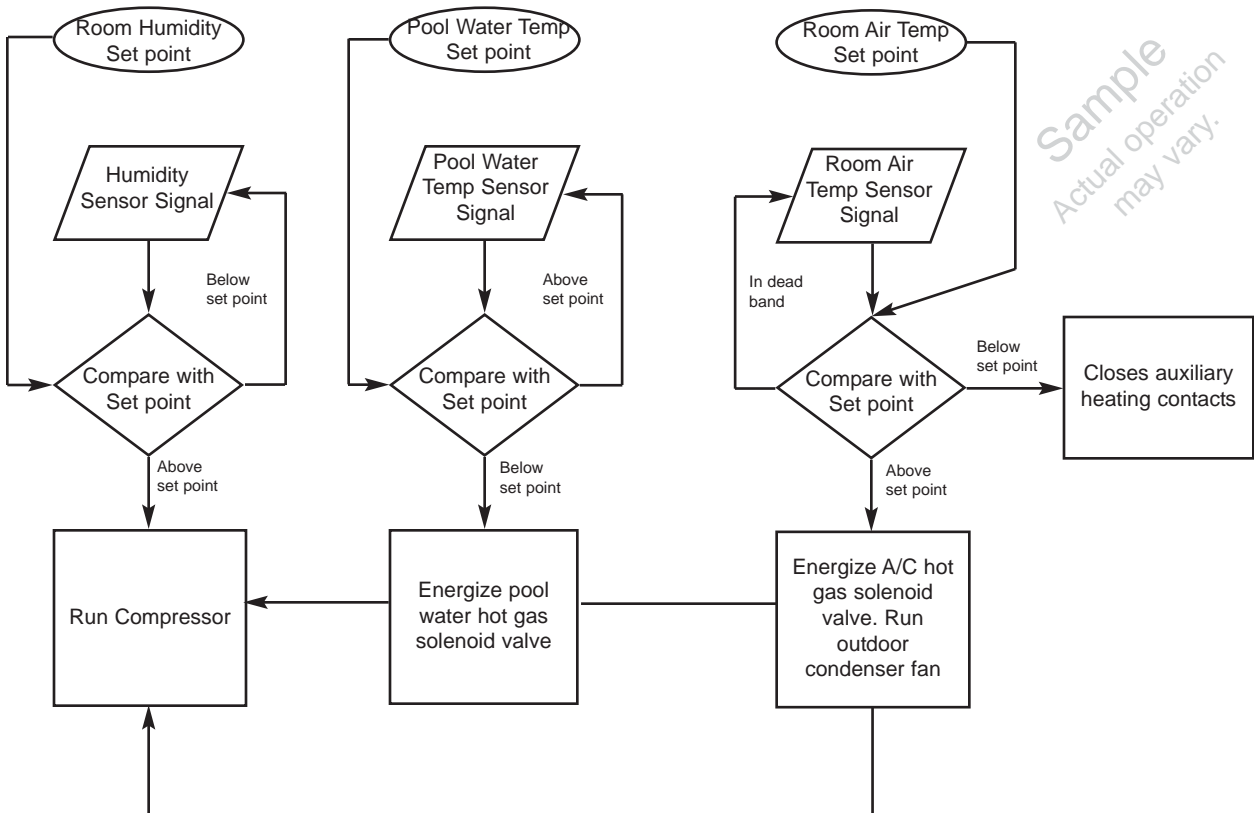 Room Humidity
Set point
Pool Water Temp
Set point
Room Air Temp
Set point
Sample
Actual operation
may vary.
Humidity
Sensor Signal
Pool Water
Temp Sensor
Signal
Room Air
Temp Sensor
Signal
Below
set point
Above
set point
In dead
band
Compare with
Set point
Compare with
Set point
Compare with
Set point
Below
set point
Closes auxiliary
heating contacts
Above
set point
Below
set point
Above
set point
Run Compressor
Energize pool
water hot gas
solenoid valve
Energize A/C hot
gas solenoid
valve. Run
outdoor
condenser fan